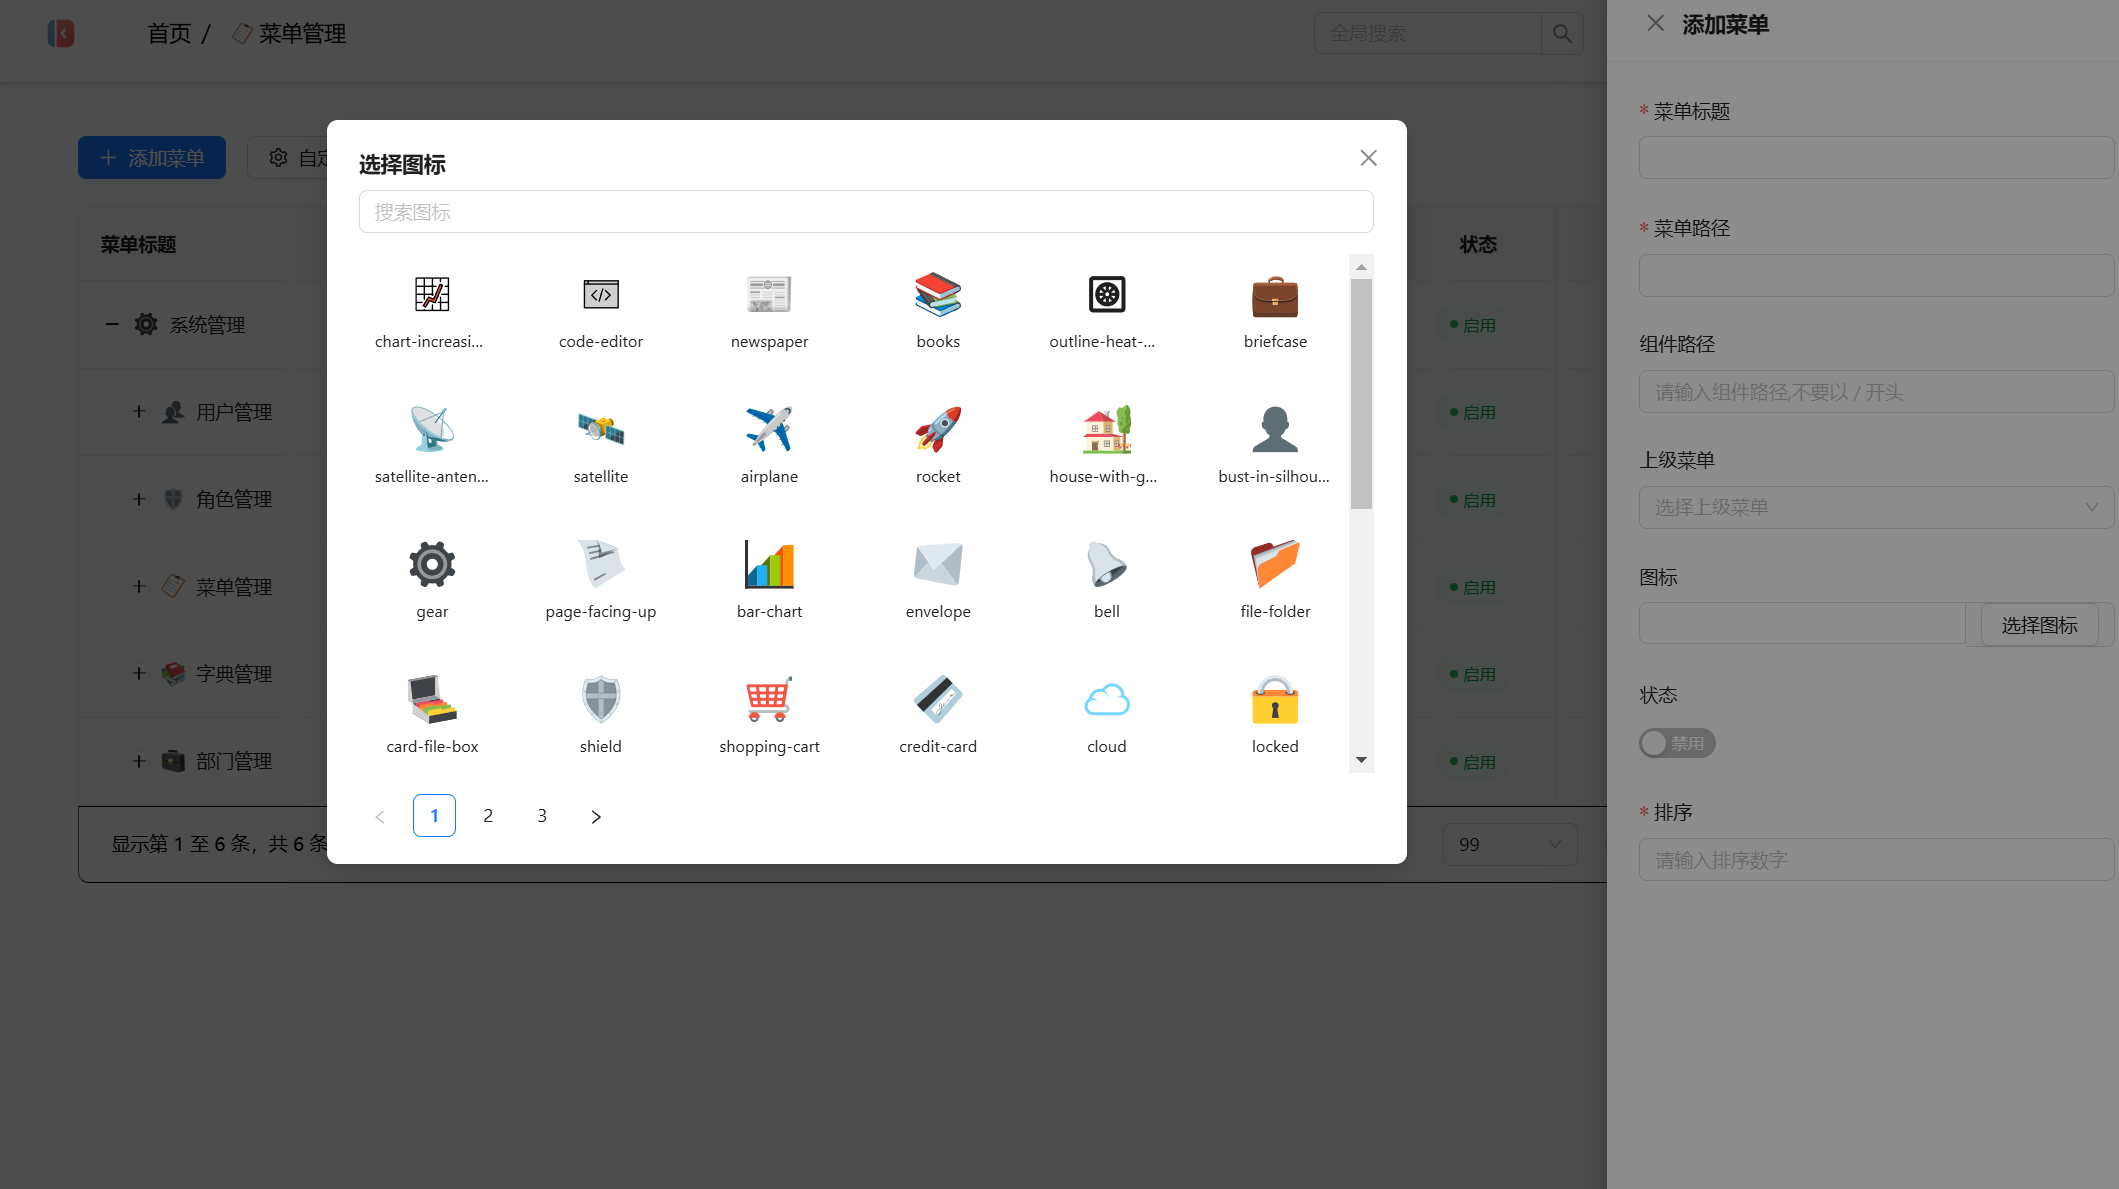 首页 / 菜单管理
全局搜索
添加菜单
自定
菜单标题
状态
系统管理
启用
用户管理
启用
角色管理
启用
菜单管理
启用
字典管理
启用
部门管理
启用
显示第 1 至 6 条，共 6 条
99
选择图标
搜索图标
chart-increasi...
code-editor
newspaper
books
outline-heat-...
briefcase
satellite-anten...
satellite
airplane
rocket
house-with-g...
bust-in-silhou...
gear
page-facing-up
bar-chart
envelope
bell
file-folder
card-file-box
shield
shopping-cart
credit-card
cloud
locked
1 2 3
添加菜单
* 菜单标题
* 菜单路径
组件路径
请输入组件路径,不要以 / 开头
上级菜单
选择上级菜单
图标
选择图标
状态
禁用
* 排序
请输入排序数字